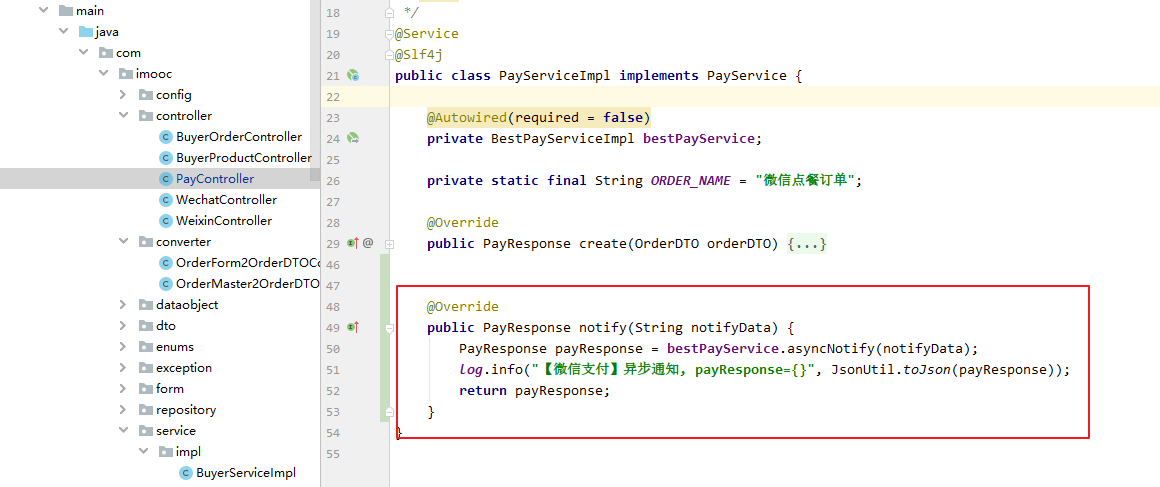 main
java
com
imooc
config
controller
BuyerOrderController
BuyerProductController
PayController
WechatController
WeixinController
converter
OrderForm2OrderDTOCo
OrderMaster2OrderDTO
dataobject
dto
enums
exception
form
repository
service
impl
BuyerServiceImpl
18 */
19 @Service
20 @Slf4j
21 public class PayServiceImpl implements PayService {
22
23 @Autowired(required = false)
24 private BestPayServiceImpl bestPayService;
25
26 private static final String ORDER_NAME = "微信点餐订单";
27
28 @Override
29 @ public PayResponse create(OrderDTO orderDTO) {...}
46
47
48 @Override
49 public PayResponse notify(String notifyData) {
50 PayResponse payResponse = bestPayService.asyncNotify(notifyData);
51 log.info("【微信支付】异步通知, payResponse={}", JsonUtil.toJson(payResponse));
52 return payResponse;
53 }
54 }
55